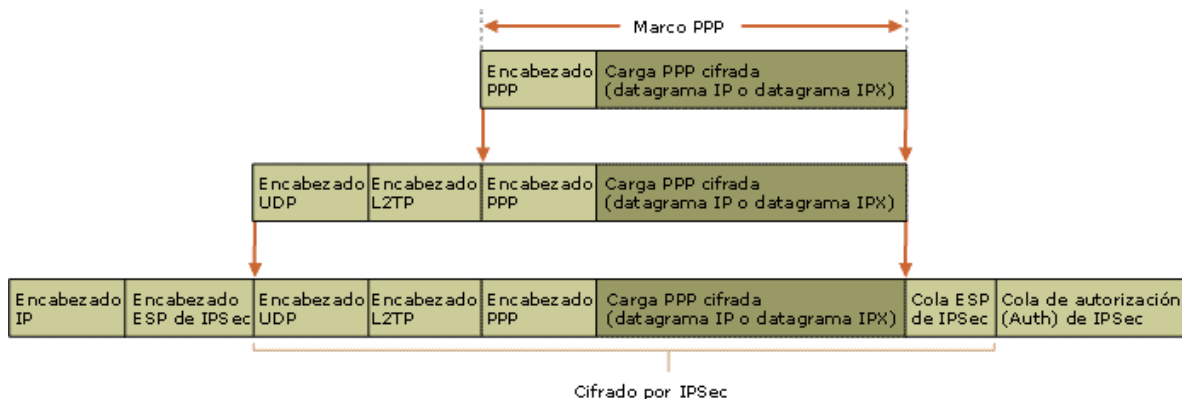 Marco PPP
Encabezado
PPP
Carga PPP cifrada
(datagrama IP o datagrama IPX)
Encabezado
UDP
Encabezado
L2TP
Encabezado
PPP
Carga PPP cifrada
(datagrama IP o datagrama IPX)
Encabezado
IP
Encabezado
ESP de IPSec
Encabezado
UDP
Encabezado
L2TP
Encabezado
PPP
Carga PPP cifrada
(datagrama IP o datagrama IPX)
Cola ESP
de IPSec
Cola de autorización
(Auth) de IPSec
Cifrado por IPSec